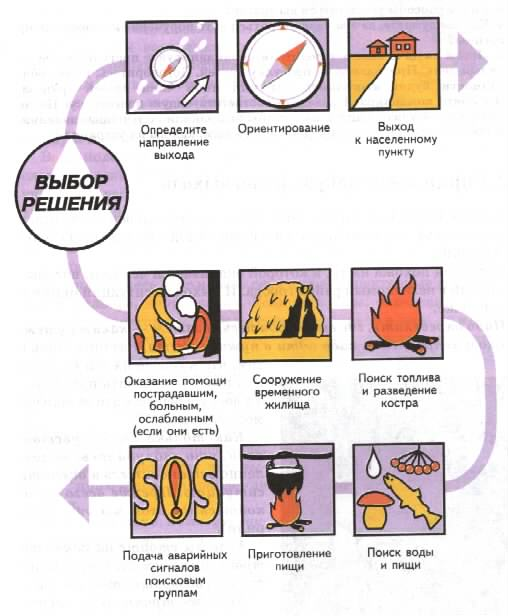 Определите
направление
выхода
Ориентирование
Выход
к населенному
пункту
ВЫБОР
РЕШЕНИЯ
Оказание помощи
пострадавшим,
больным,
ослабленным
(если они есть)
Сооружение
временного
жилища
Поиск топлива
и разведение
костра
SOS
Подача аварийных
сигналов
поисковым
группам
Приготовление
пищи
Поиск воды
и пищи